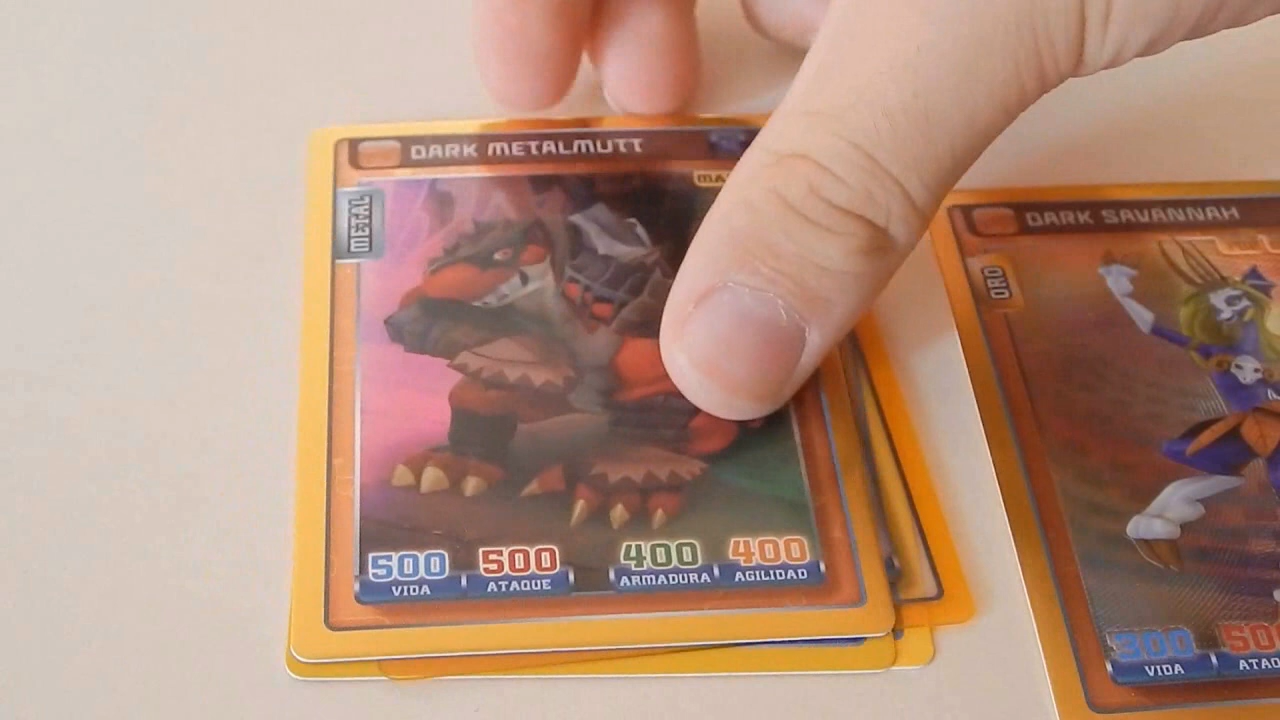 DARK METALMUTT
METAL
500 VIDA
500 ATAQUE
400 ARMADURA
400 AGILIDAD
DARK SAVANNAH
ORO
300 VIDA